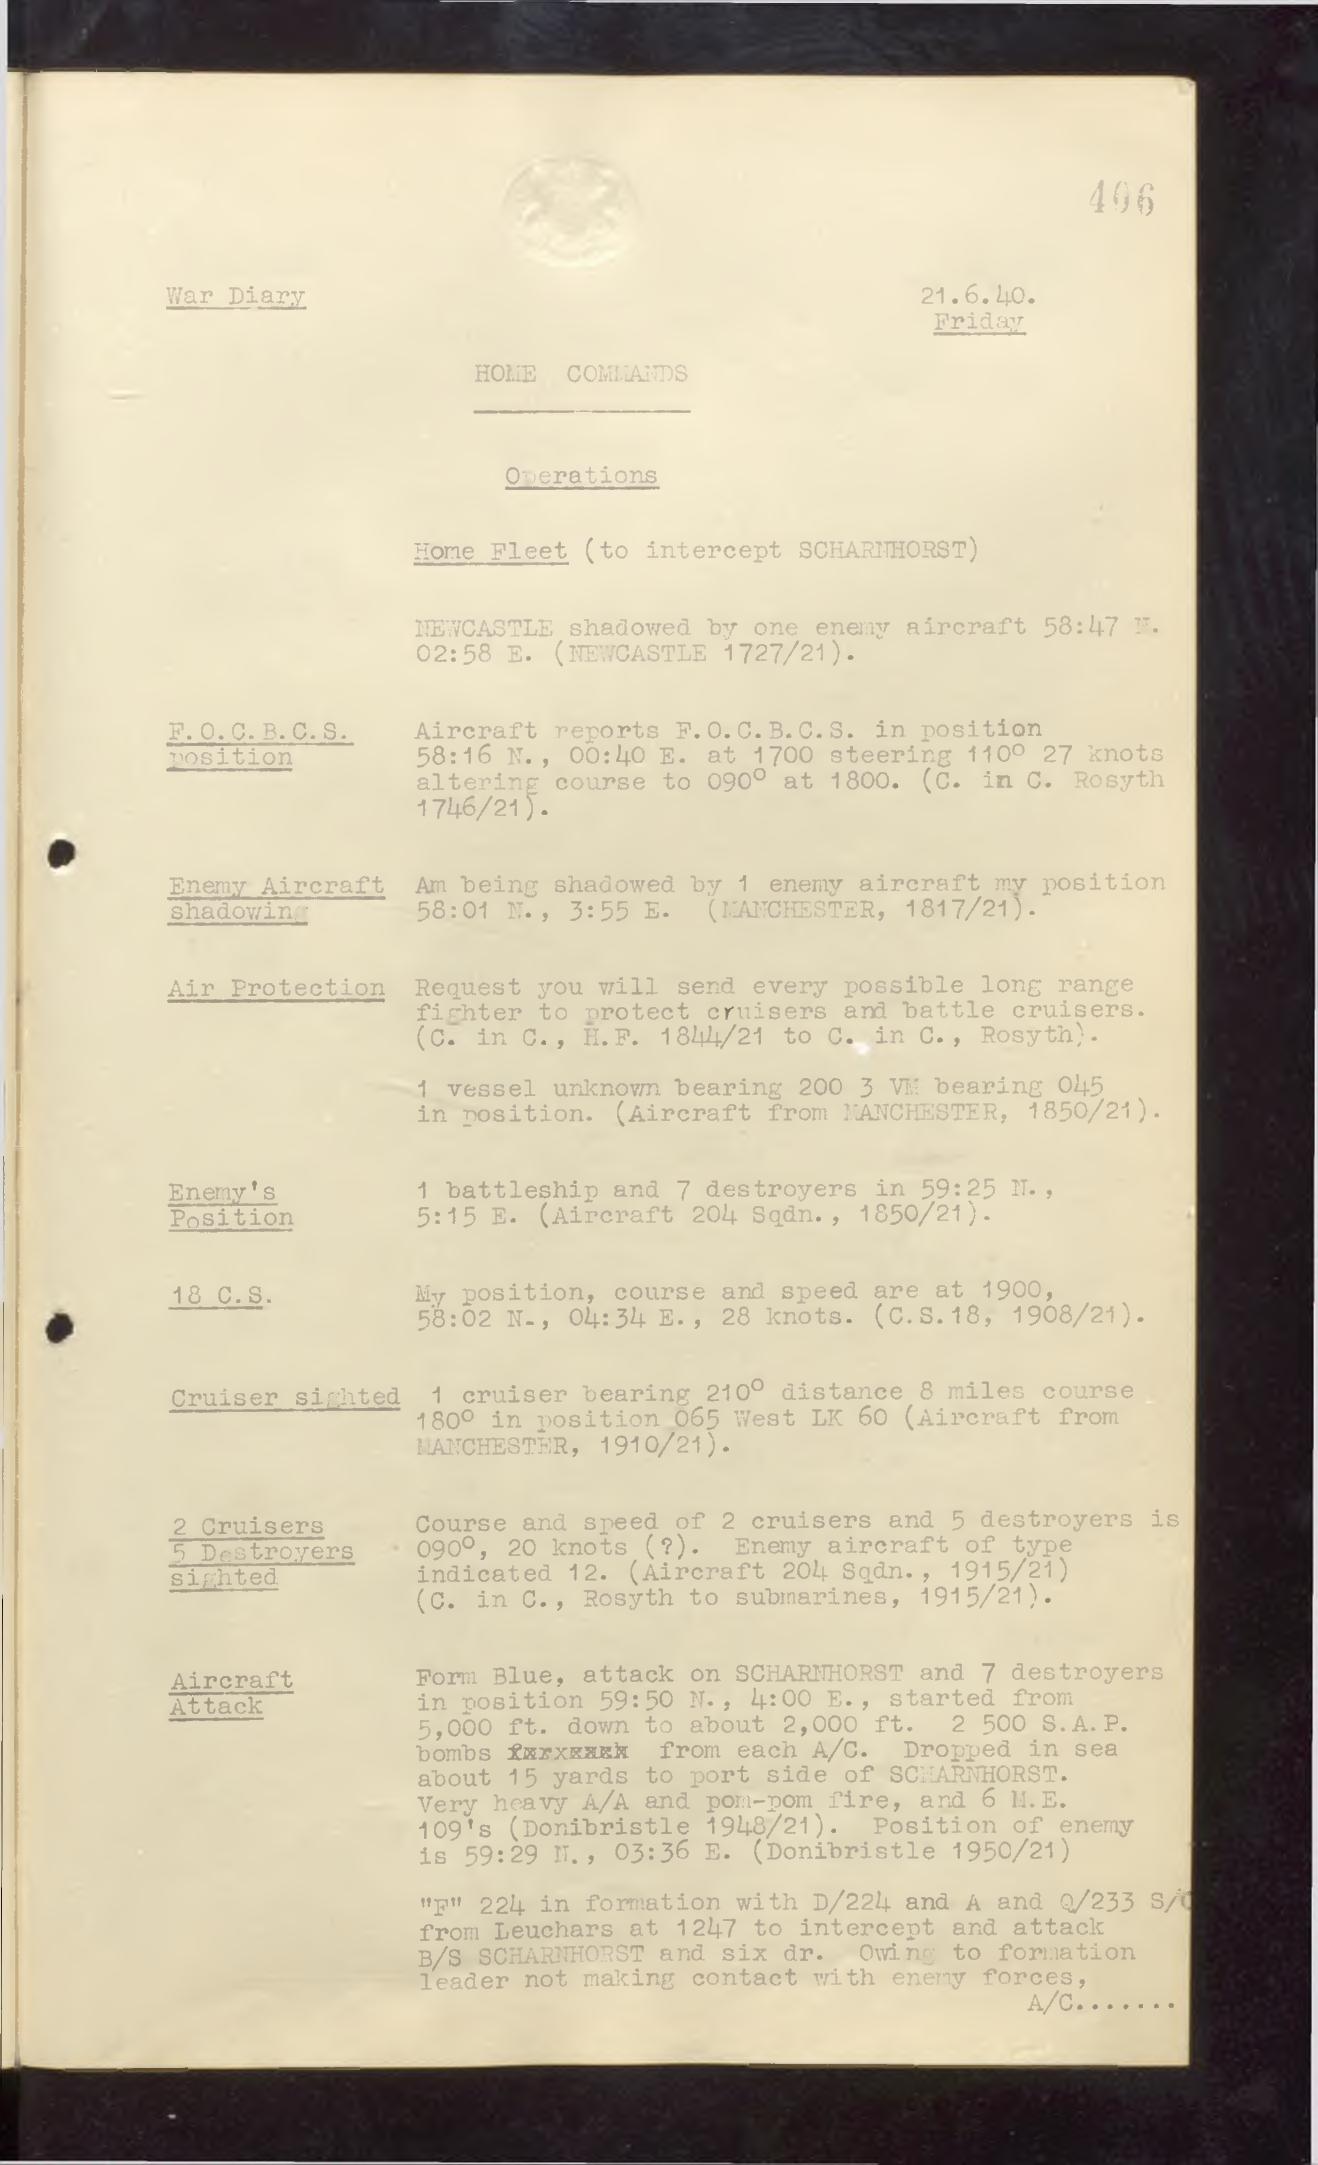 406
War Diary
21.6.40.
Friday
HOME COMMANDS
Operations
Home Fleet (to intercept SCHARNHORST)
NEWCASTLE shadowed by one enemy aircraft 58:47 N.
02:58 E. (NEWCASTLE 1727/21).
F.O.C.B.C.S.
position
Aircraft reports F.O.C.B.C.S. in position
58:16 N., 00:40 E. at 1700 steering 110° 27 knots
altering course to 090° at 1800. (C. in C. Rosyth
1746/21).
Enemy Aircraft
shadowing
Am being shadowed by 1 enemy aircraft my position
58:01 N., 3:55 E. (MANCHESTER, 1817/21).
Air Protection
Request you will send every possible long range
fighter to protect cruisers and battle cruisers.
(C. in C., H.F. 1844/21 to C. in C., Rosyth).
1 vessel unknown bearing 200 3 VM bearing 045
in position. (Aircraft from MANCHESTER, 1850/21).
Enemy's
Position
1 battleship and 7 destroyers in 59:25 N.,
5:15 E. (Aircraft 204 Sqdn., 1850/21).
18 C.S.
My position, course and speed are at 1900,
58:02 N., 04:34 E., 28 knots. (C.S.18, 1908/21).
Cruiser sighted
1 cruiser bearing 210° distance 8 miles course
180° in position 065 West LK 60 (Aircraft from
MANCHESTER, 1910/21).
2 Cruisers
5 Destroyers
sighted
Course and speed of 2 cruisers and 5 destroyers is
090°, 20 knots (?). Enemy aircraft of type
indicated 12. (Aircraft 204 Sqdn., 1915/21)
(C. in C., Rosyth to submarines, 1915/21).
Aircraft
Attack
Form Blue, attack on SCHARNHORST and 7 destroyers
in position 59:50 N., 4:00 E., started from
5,000 ft. down to about 2,000 ft. 2 500 S.A.P.
bombs from each A/C. Dropped in sea
about 15 yards to port side of SCHARNHORST.
Very heavy A/A and pom-pom fire, and 6 M.E.
109's (Donibristle 1948/21). Position of enemy
is 59:29 N., 03:36 E. (Donibristle 1950/21)
"F" 224 in formation with D/224 and A and Q/233 S/C
from Leuchars at 1247 to intercept and attack
B/S SCHARNHORST and six dr. Owing to formation
leader not making contact with enemy forces,
A/C.......